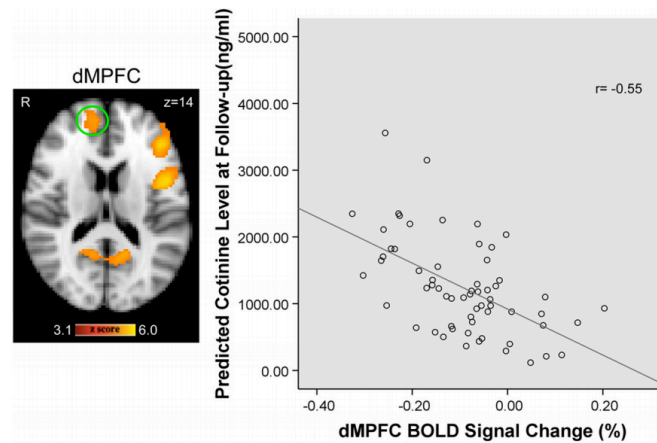 dMPFC
R
z=14
3.1
z score
6.0
Predicted Cotinine Level at Follow-up(ng/ml)
5000.00
4000.00
3000.00
2000.00
1000.00
00.00
r= -0.55
-0.40
-0.20
0.00
0.20
dMPFC BOLD Signal Change (%)